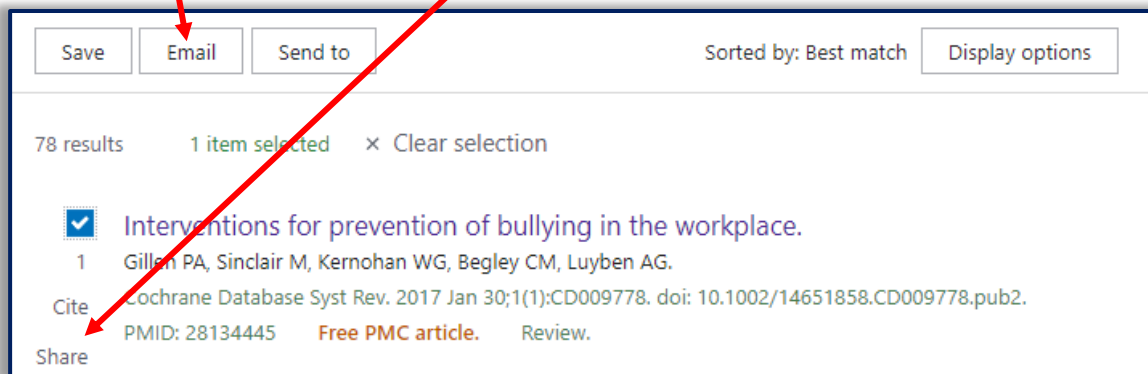 Save Email Send to Sorted by: Best match Display options
78 results 1 item selected × Clear selection
Interventions for prevention of bullying in the workplace.
1 Gillen PA, Sinclair M, Kernohan WG, Begley CM, Luyben AG.
Cite Cochrane Database Syst Rev. 2017 Jan 30;1(1):CD009778. doi: 10.1002/14651858.CD009778.pub2.
PMID: 28134445 Free PMC article. Review.
Share